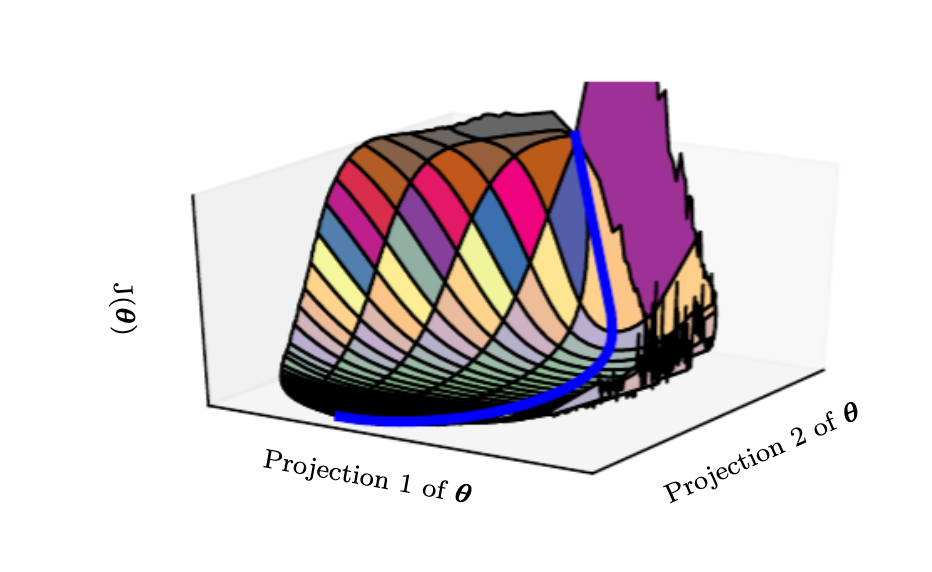 J(θ)
Projection 1 of θ
Projection 2 of θ